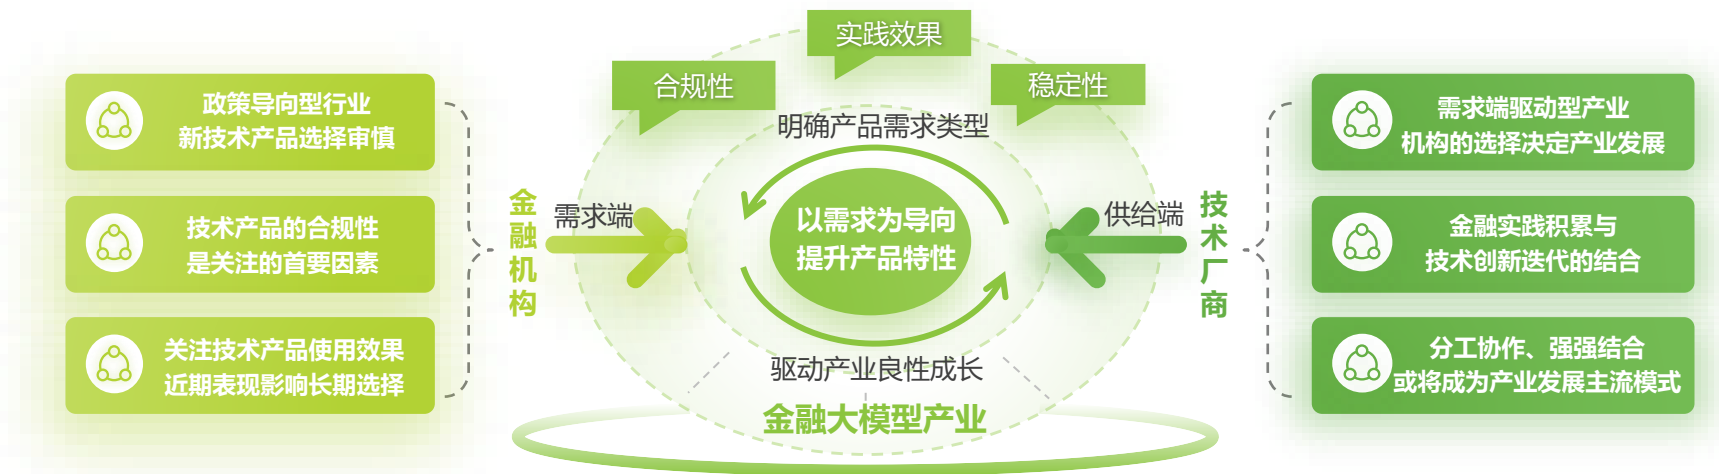 政策导向型行业
新技术产品选择审慎
技术产品的合规性
是关注的首要因素
关注技术产品使用效果
近期表现影响长期选择
金融机构
需求端
合规性
实践效果
稳定性
明确产品需求类型
以需求为导向
提升产品特性
驱动产业良性成长
金融大模型产业
供给端
技术厂商
需求端驱动型产业
机构的选择决定产业发展
金融实践积累与
技术创新迭代的结合
分工协作、强强结合
或将成为产业发展主流模式